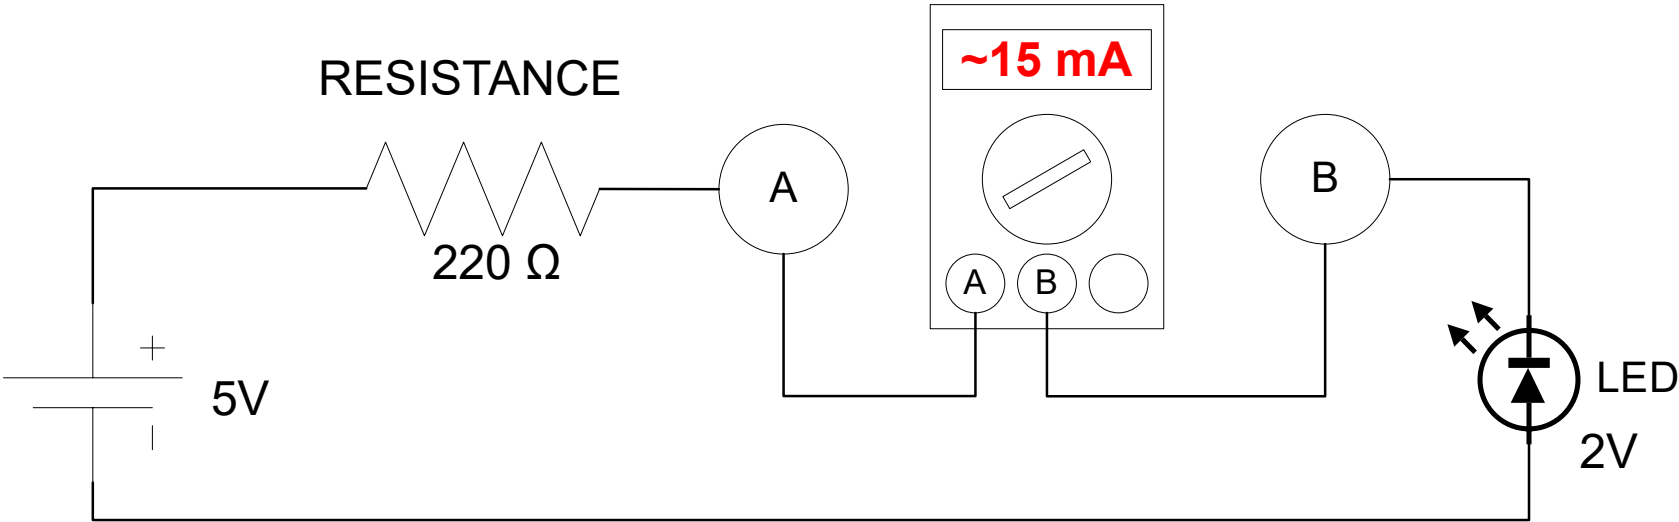 RESISTANCE
220 Ω
A
~15 mA
A
B
B
+
5V
–
LED
2V